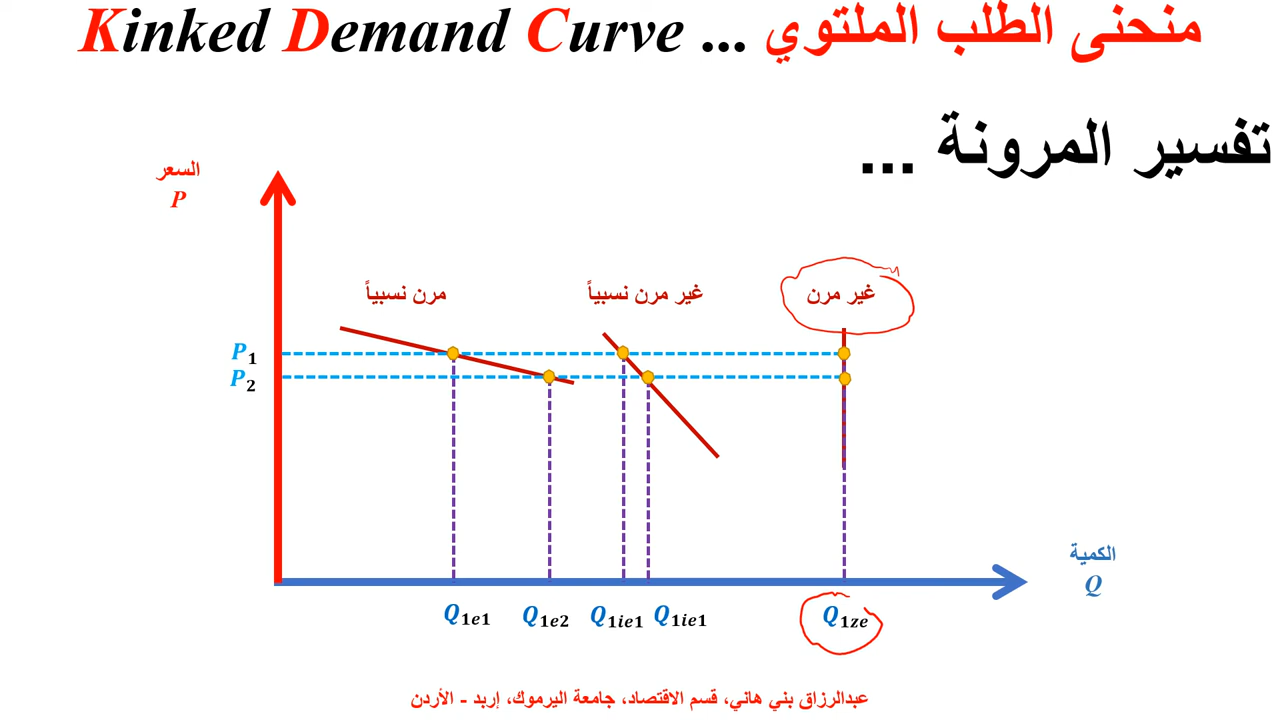 Kinked Demand Curve ... منحنى الطلب الملتوي
تفسير المرونة ...
السعر
P
مرن نسبياً
غير مرن نسبياً
غير مرن
P1
P2
الكمية
Q
Q1e1 Q1e2 Q1ie1 Q1ie1 Q1ze
عبدالرزاق بني هاني، قسم الاقتصاد، جامعة اليرموك، إربد - الأردن